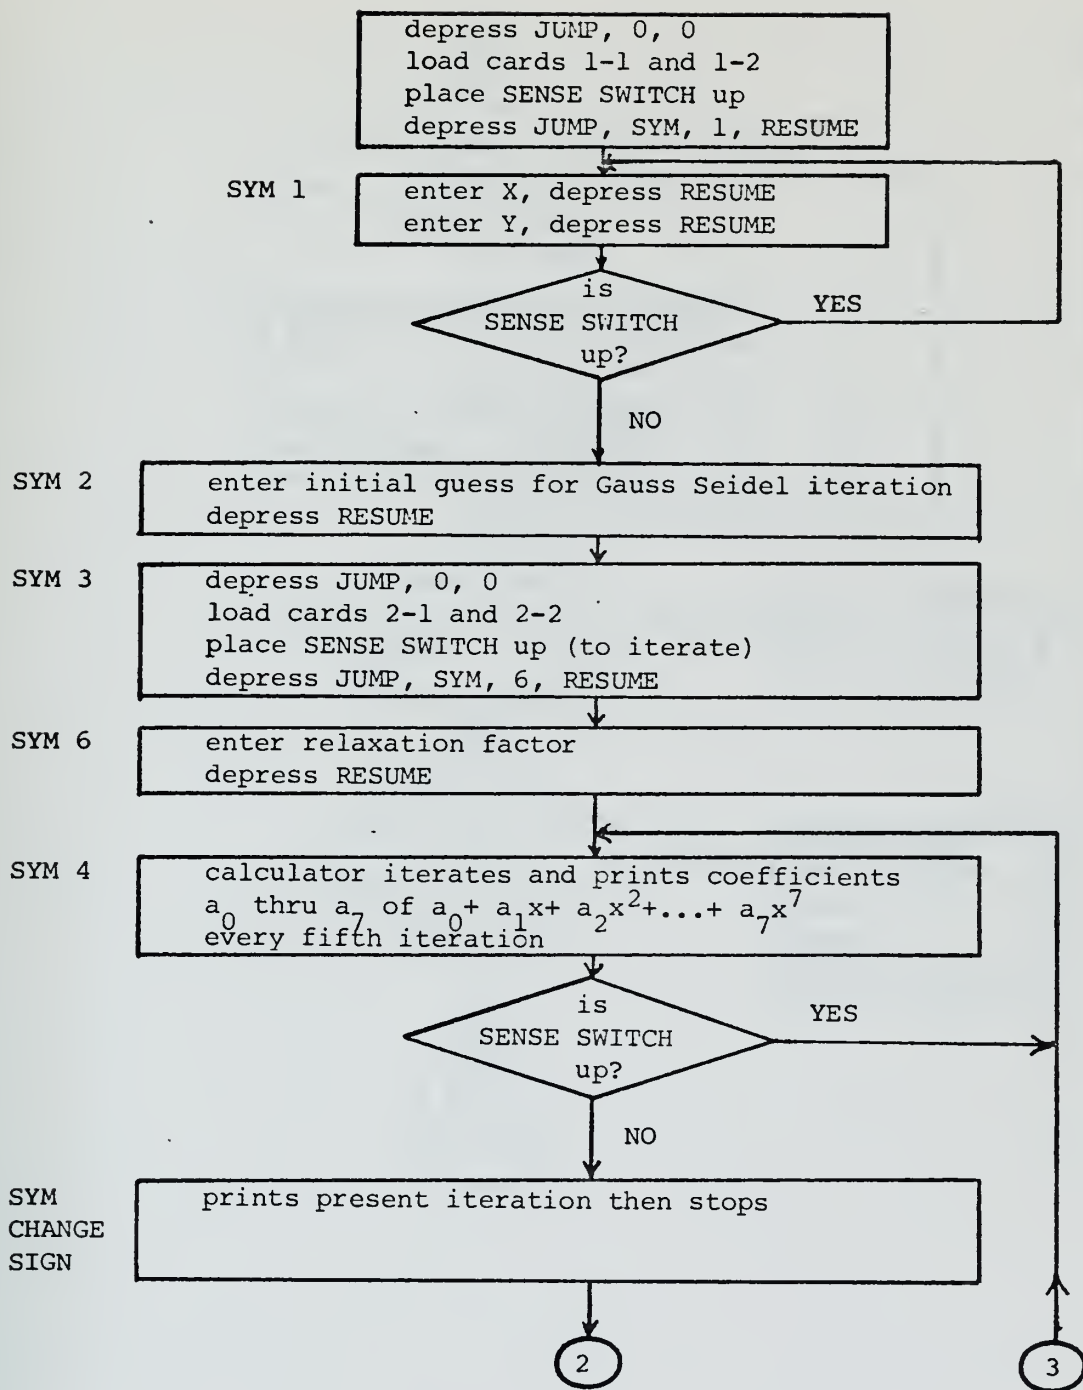 depress JUMP, 0, 0
load cards 1-1 and 1-2
place SENSE SWITCH up
depress JUMP, SYM, 1, RESUME
SYM 1
enter X, depress RESUME
enter Y, depress RESUME
is
SENSE SWITCH
up?
YES
NO
SYM 2
enter initial guess for Gauss Seidel iteration
depress RESUME
SYM 3
depress JUMP, 0, 0
load cards 2-1 and 2-2
place SENSE SWITCH up (to iterate)
depress JUMP, SYM, 6, RESUME
SYM 6
enter relaxation factor
depress RESUME
SYM 4
calculator iterates and prints coefficients
a₀ thru a₇ of a₀+ a₁x+ a₂x²+...+ a₇x⁷
every fifth iteration
is
SENSE SWITCH
up?
YES
NO
SYM
CHANGE
SIGN
prints present iteration then stops
2
3